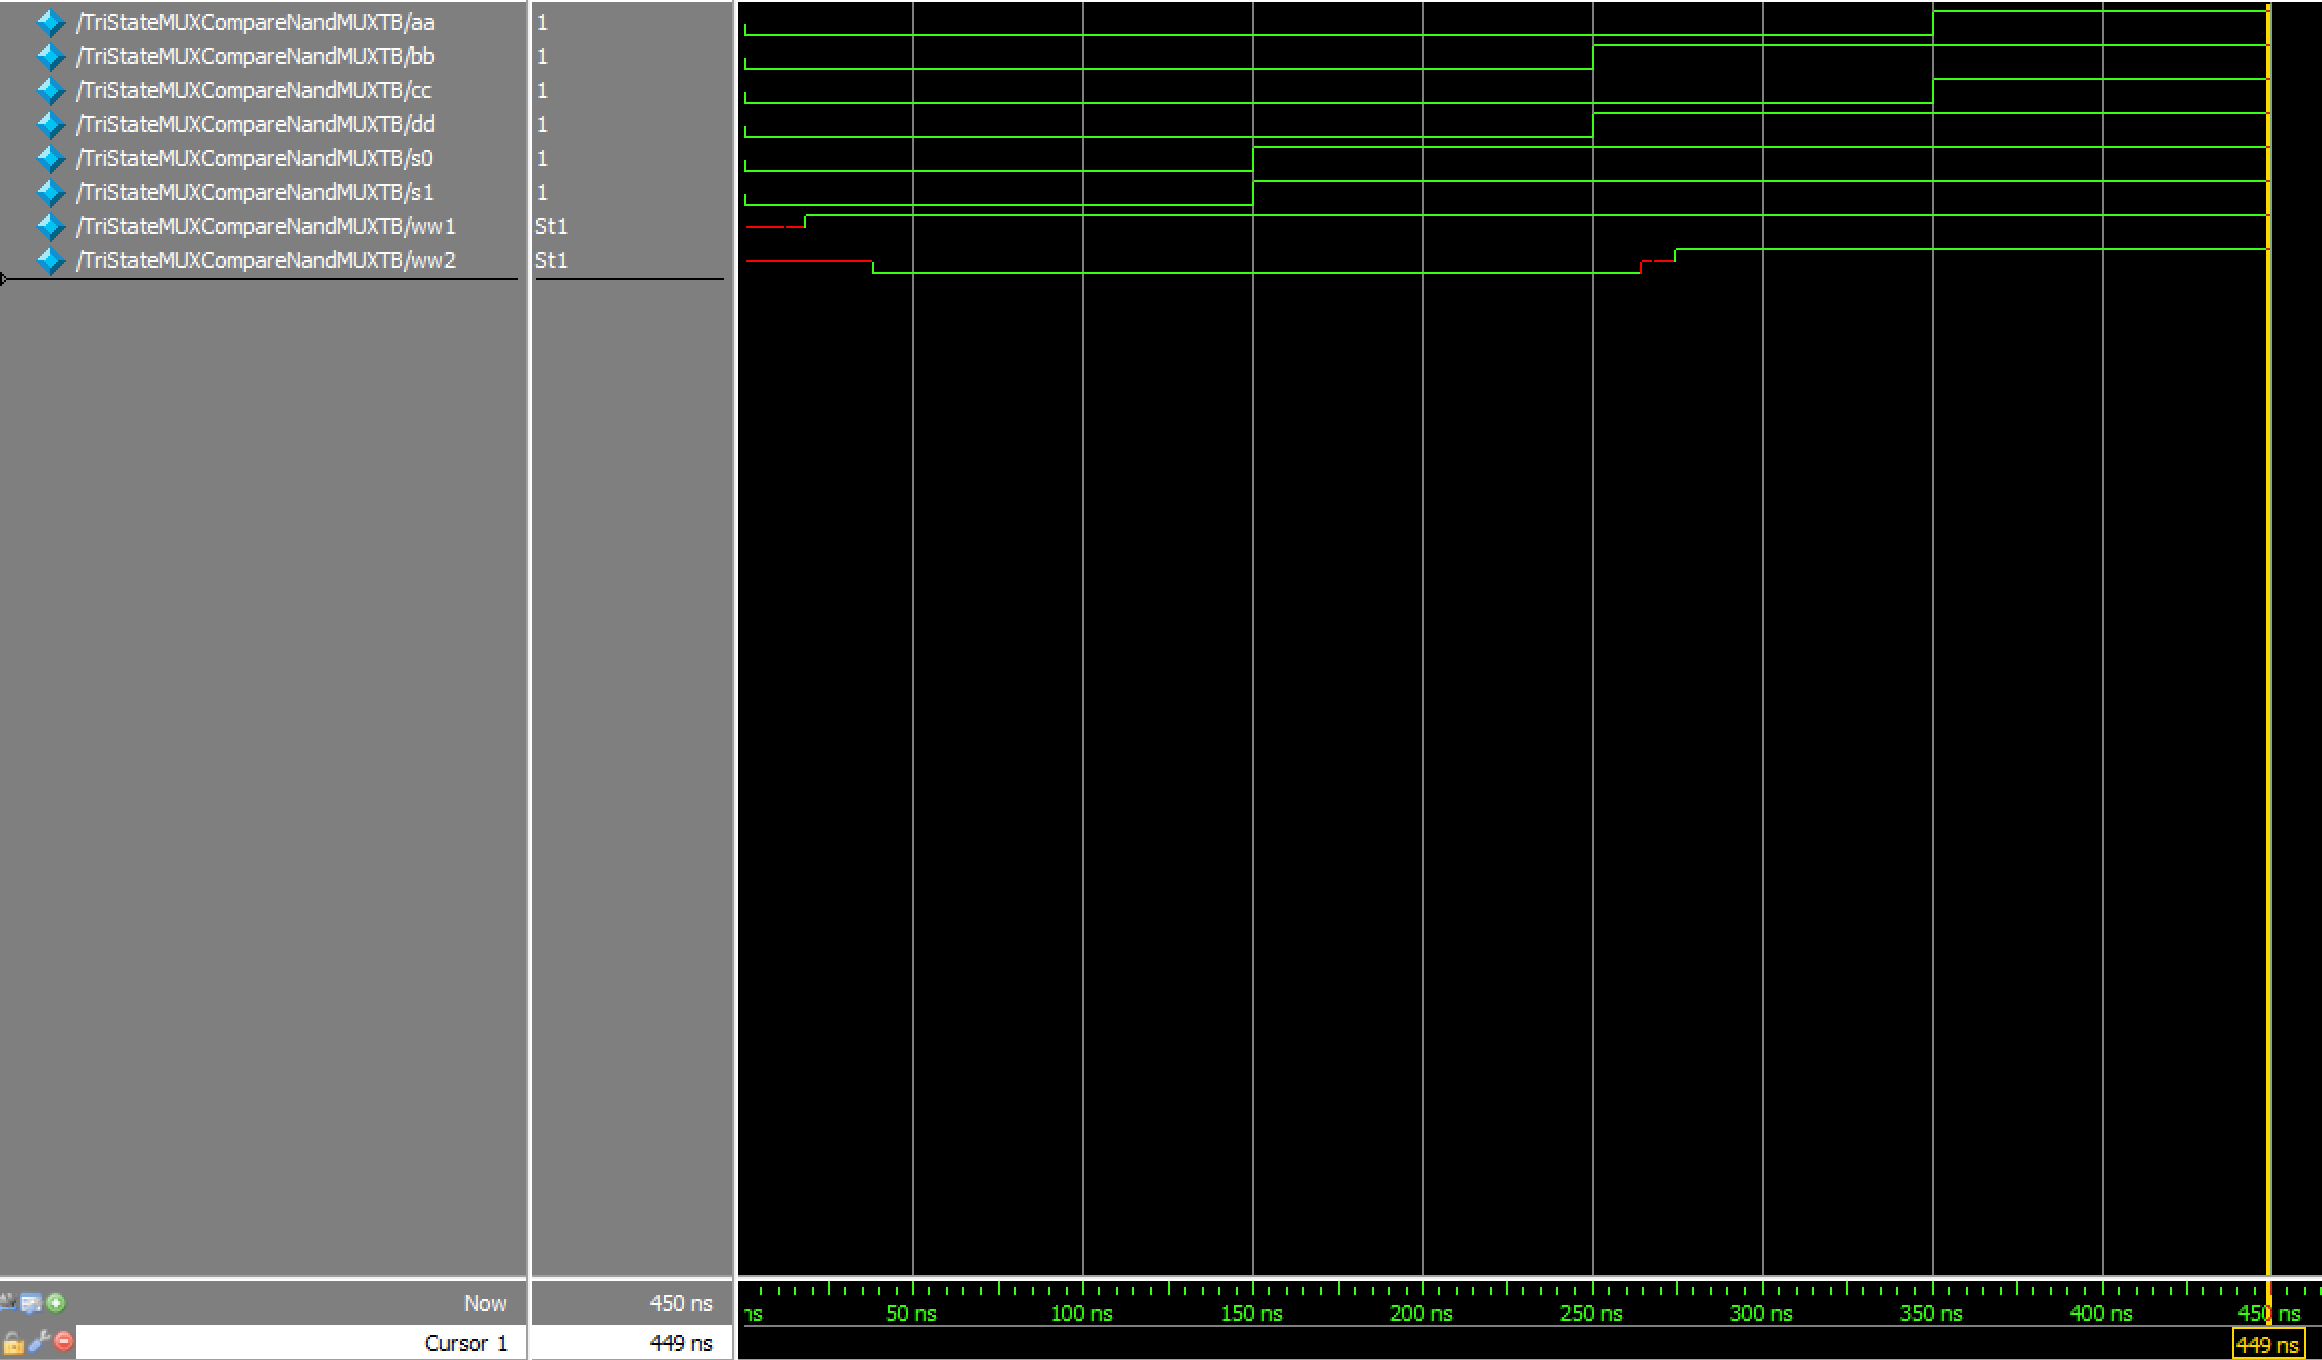 /TriStateMUXCompareNandMUXTB/aa 1
/TriStateMUXCompareNandMUXTB/bb 1
/TriStateMUXCompareNandMUXTB/cc 1
/TriStateMUXCompareNandMUXTB/dd 1
/TriStateMUXCompareNandMUXTB/s0 1
/TriStateMUXCompareNandMUXTB/s1 1
/TriStateMUXCompareNandMUXTB/ww1 St1
/TriStateMUXCompareNandMUXTB/ww2 St1
Now 450 ns
ns 50 ns 100 ns 150 ns 200 ns 250 ns 300 ns 350 ns 400 ns 450 ns
Cursor 1 449 ns
449 ns